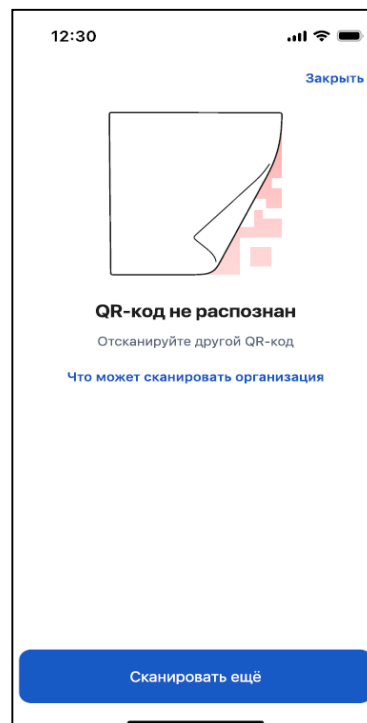 12:30
Закрыть
QR-код не распознан
Отсканируйте другой QR-код
Что может сканировать организация
Сканировать ещё